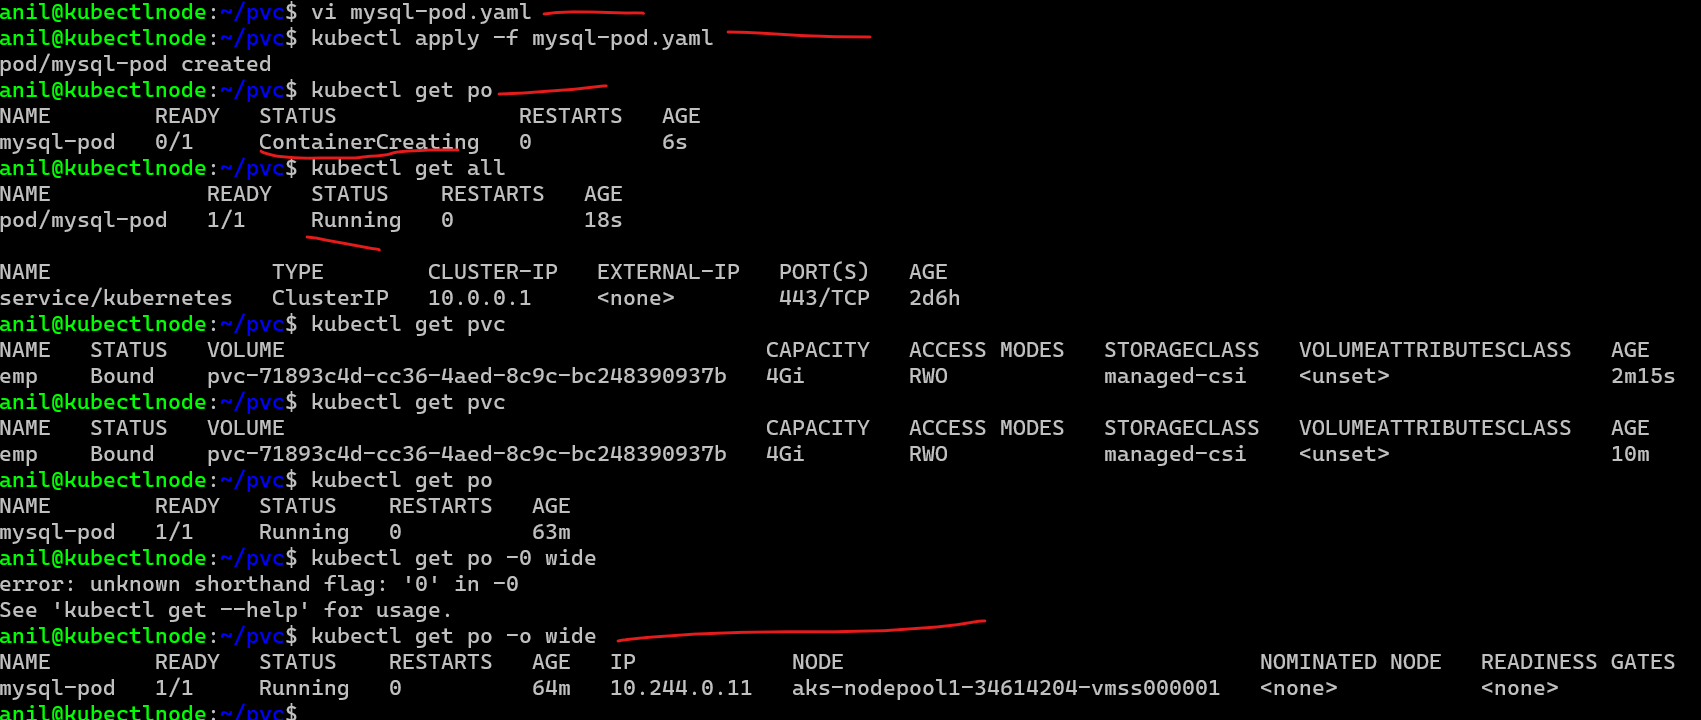 anil@kubectlnode:~/pvc$ vi mysql-pod.yaml
anil@kubectlnode:~/pvc$ kubectl apply -f mysql-pod.yaml
pod/mysql-pod created
anil@kubectlnode:~/pvc$ kubectl get po
NAME        READY   STATUS              RESTARTS   AGE
mysql-pod   0/1     ContainerCreating   0          6s
anil@kubectlnode:~/pvc$ kubectl get all
NAME            READY   STATUS    RESTARTS   AGE
pod/mysql-pod   1/1     Running   0          18s
NAME                 TYPE        CLUSTER-IP   EXTERNAL-IP   PORT(S)   AGE
service/kubernetes   ClusterIP   10.0.0.1     <none>        443/TCP   2d6h
anil@kubectlnode:~/pvc$ kubectl get pvc
NAME   STATUS   VOLUME                                     CAPACITY   ACCESS MODES   STORAGECLASS   VOLUMEATTRIBUTESCLASS   AGE
emp    Bound    pvc-71893c4d-cc36-4aed-8c9c-bc248390937b   4Gi        RWO            managed-csi    <unset>                 2m15s
anil@kubectlnode:~/pvc$ kubectl get pvc
NAME   STATUS   VOLUME                                     CAPACITY   ACCESS MODES   STORAGECLASS   VOLUMEATTRIBUTESCLASS   AGE
emp    Bound    pvc-71893c4d-cc36-4aed-8c9c-bc248390937b   4Gi        RWO            managed-csi    <unset>                 10m
anil@kubectlnode:~/pvc$ kubectl get po
NAME        READY   STATUS    RESTARTS   AGE
mysql-pod   1/1     Running   0          63m
anil@kubectlnode:~/pvc$ kubectl get po -0 wide
error: unknown shorthand flag: '0' in -0
See 'kubectl get --help' for usage.
anil@kubectlnode:~/pvc$ kubectl get po -o wide
NAME        READY   STATUS    RESTARTS   AGE   IP            NODE                                NOMINATED NODE   READINESS GATES
mysql-pod   1/1     Running   0          64m   10.244.0.11   aks-nodepool1-34614204-vmss000001   <none>           <none>
anil@kubectlnode:~/pvc$